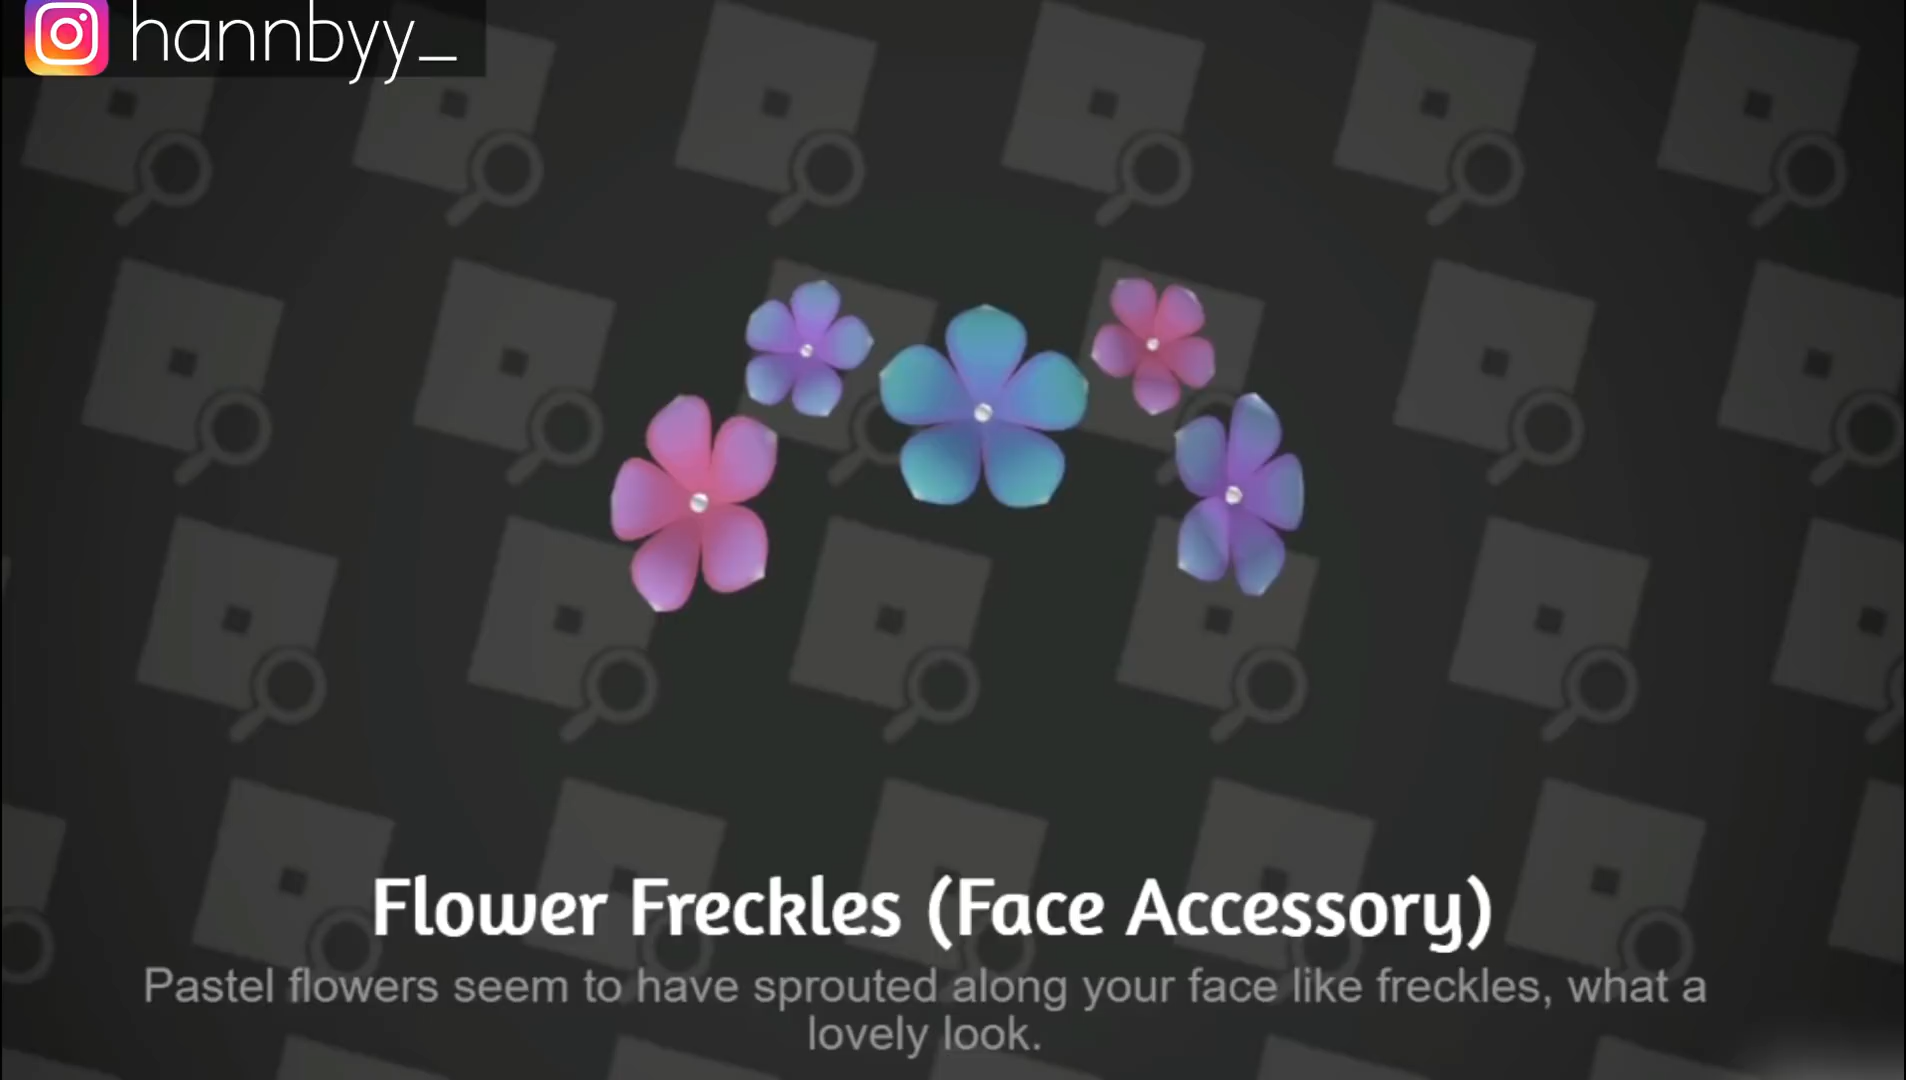 hannbyy_
Flower Freckles (Face Accessory)
Pastel flowers seem to have sprouted along your face like freckles, what a
lovely look.